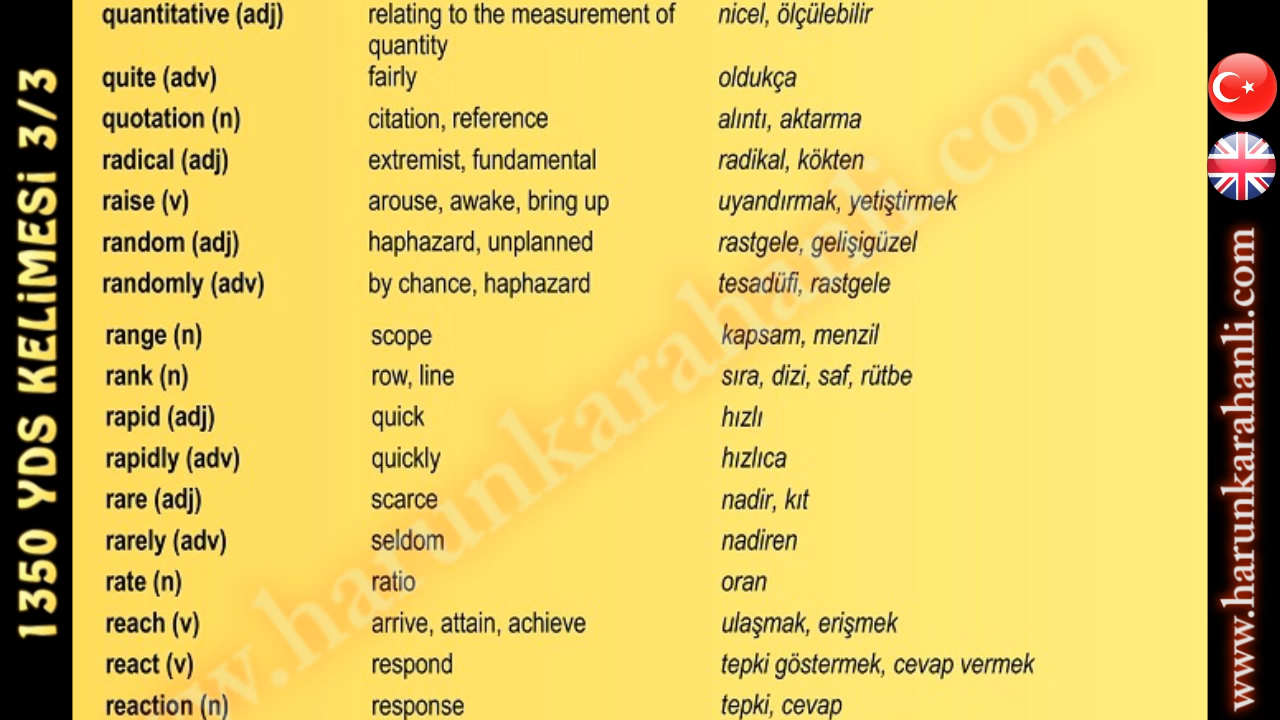 1350 YDS KELİMESİ 3/3
quantitative (adj) relating to the measurement of nicel, ölçülebilir
quantity
quite (adv) fairly oldukça
quotation (n) citation, reference alıntı, aktarma
radical (adj) extremist, fundamental radikal, kökten
raise (v) arouse, awake, bring up uyandırmak, yetiştirmek
random (adj) haphazard, unplanned rastgele, gelişigüzel
randomly (adv) by chance, haphazard tesadüfi, rastgele
range (n) scope kapsam, menzil
rank (n) row, line sıra, dizi, saf, rütbe
rapid (adj) quick hızlı
rapidly (adv) quickly hızlıca
rare (adj) scarce nadir, kıt
rarely (adv) seldom nadiren
rate (n) ratio oran
reach (v) arrive, attain, achieve ulaşmak, erişmek
react (v) respond tepki göstermek, cevap vermek
reaction (n) response tepki, cevap
w.harunkarahanli.com
www.harunkarahanli.com